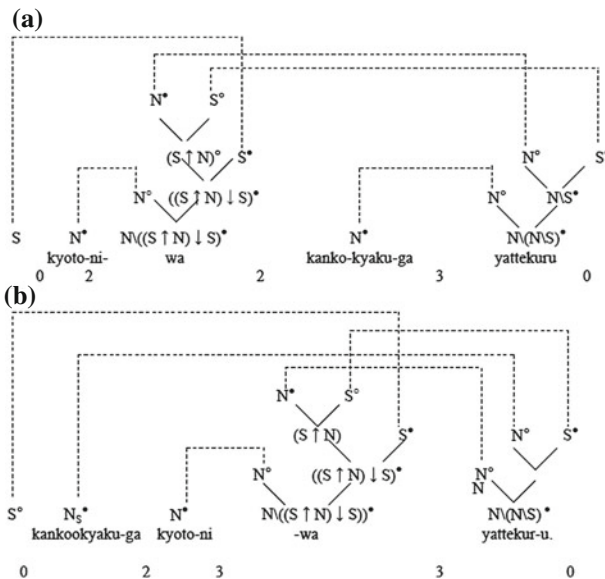 (a)
N• S°
(S ↑ N)° S• N° S
N° ((S ↑ N) ↓ S)• N° N\S•
S N• N\((S ↑ N) ↓ S)• N• N\(N\S)•
kyoto-ni- wa kanko-kyaku-ga yattekuru
0 2 2 3 0
(b)
N• S°
(S ↑ N) S• N° S•
N° ((S ↑ N) ↓ S)• N°
N
S° N_S• N• N\((S ↑ N) ↓ S))• N\(N\S)•
kankookyaku-ga kyoto-ni -wa yattekur-u.
0 2 3 3 0